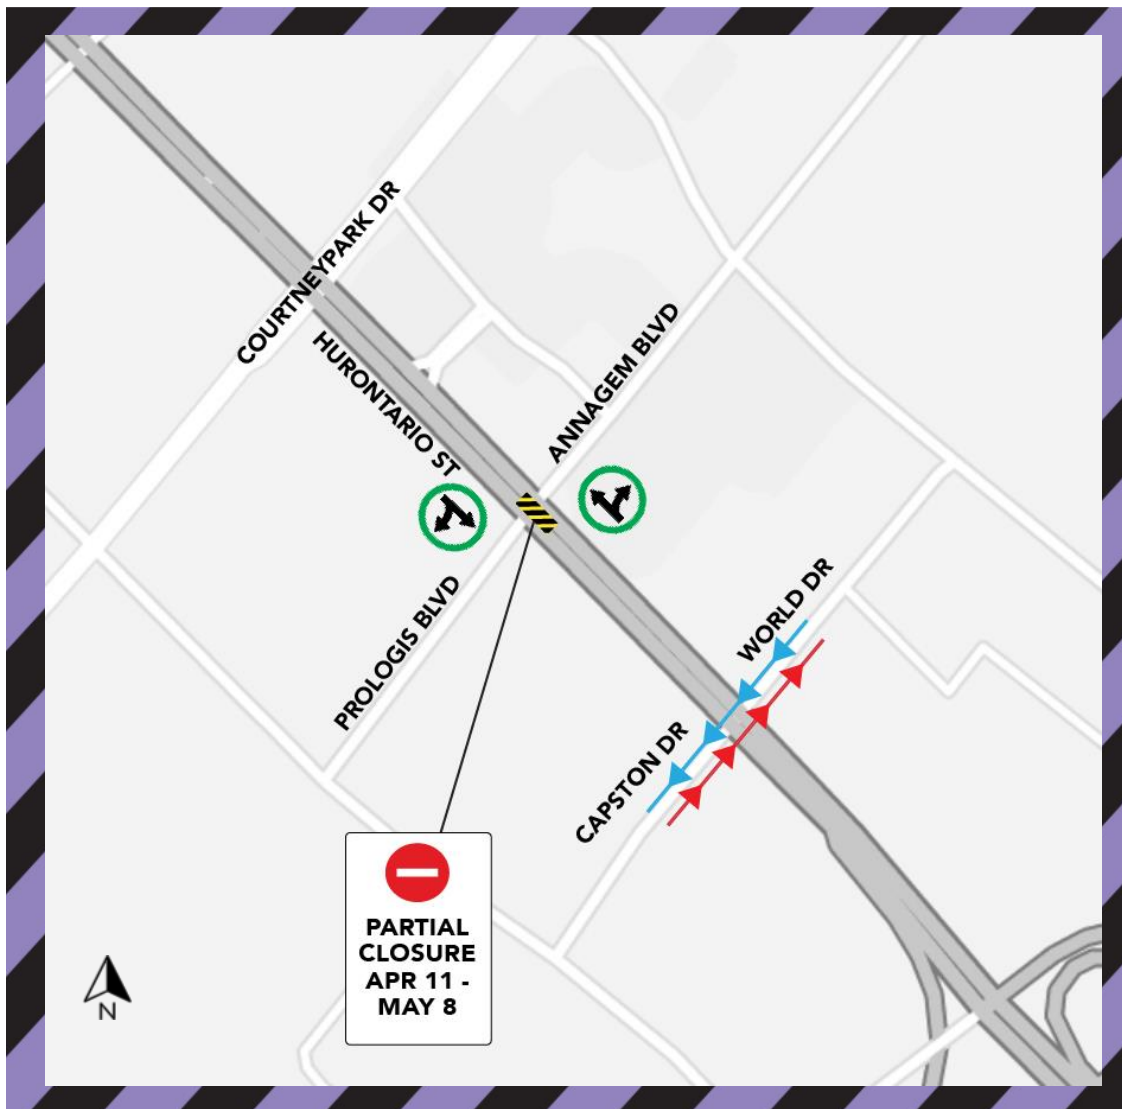 COURTNEYPARK DR
HURONTARIO ST
ANNAGEM BLVD
PROLOGIS BLVD
WORLD DR
CAPSTON DR
PARTIAL
CLOSURE
APR 11 -
MAY 8
N